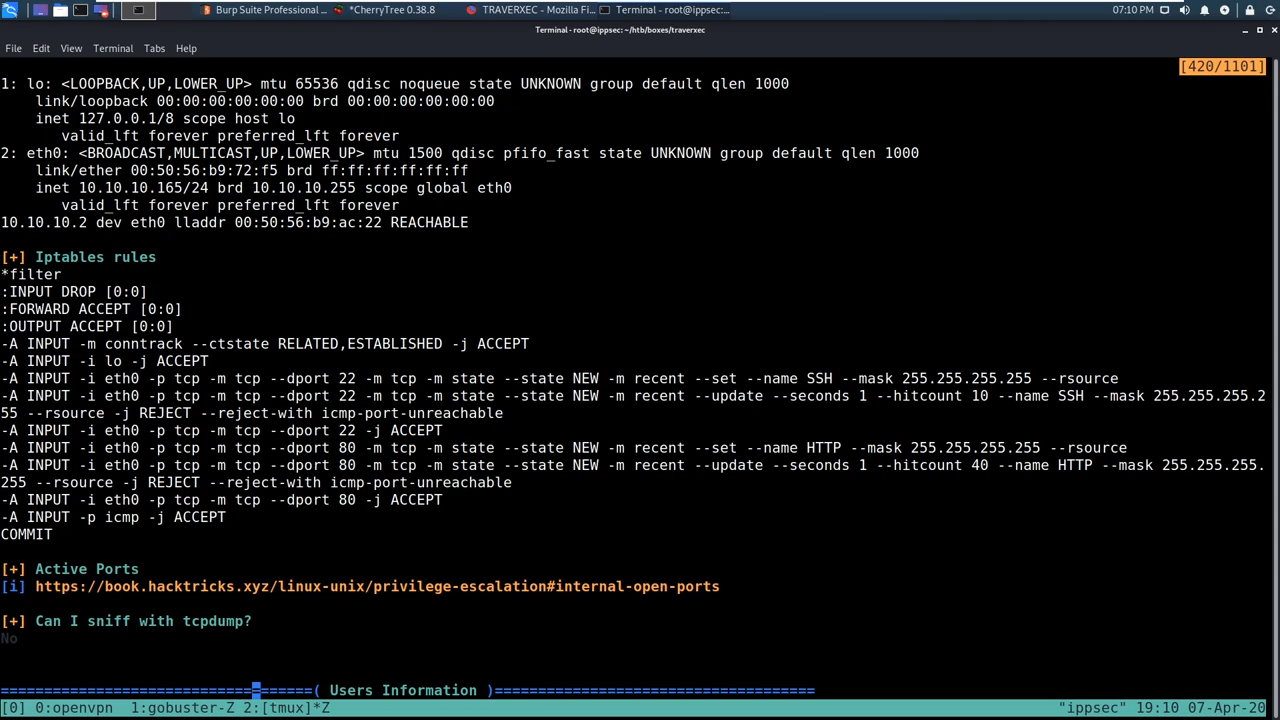 Burp Suite Professional ...
*CherryTree 0.38.8
TRAVERXEC - Mozilla Fi...
Terminal - root@ippsec:...
07:10 PM
Terminal - root@ippsec: ~/htb/boxes/traverxec
File Edit View Terminal Tabs Help
[420/1101]
1: lo: <LOOPBACK,UP,LOWER_UP> mtu 65536 qdisc noqueue state UNKNOWN group default qlen 1000
    link/loopback 00:00:00:00:00:00 brd 00:00:00:00:00:00
    inet 127.0.0.1/8 scope host lo
       valid_lft forever preferred_lft forever
2: eth0: <BROADCAST,MULTICAST,UP,LOWER_UP> mtu 1500 qdisc pfifo_fast state UNKNOWN group default qlen 1000
    link/ether 00:50:56:b9:72:f5 brd ff:ff:ff:ff:ff:ff
    inet 10.10.10.165/24 brd 10.10.10.255 scope global eth0
       valid_lft forever preferred_lft forever
10.10.10.2 dev eth0 lladdr 00:50:56:b9:ac:22 REACHABLE
[+] Iptables rules
*filter
:INPUT DROP [0:0]
:FORWARD ACCEPT [0:0]
:OUTPUT ACCEPT [0:0]
-A INPUT -m conntrack --ctstate RELATED,ESTABLISHED -j ACCEPT
-A INPUT -i lo -j ACCEPT
-A INPUT -i eth0 -p tcp -m tcp --dport 22 -m tcp -m state --state NEW -m recent --set --name SSH --mask 255.255.255.255 --rsource
-A INPUT -i eth0 -p tcp -m tcp --dport 22 -m tcp -m state --state NEW -m recent --update --seconds 1 --hitcount 10 --name SSH --mask 255.255.255.2
55 --rsource -j REJECT --reject-with icmp-port-unreachable
-A INPUT -i eth0 -p tcp -m tcp --dport 22 -j ACCEPT
-A INPUT -i eth0 -p tcp -m tcp --dport 80 -m tcp -m state --state NEW -m recent --set --name HTTP --mask 255.255.255.255 --rsource
-A INPUT -i eth0 -p tcp -m tcp --dport 80 -m tcp -m state --state NEW -m recent --update --seconds 1 --hitcount 40 --name HTTP --mask 255.255.255.
255 --rsource -j REJECT --reject-with icmp-port-unreachable
-A INPUT -i eth0 -p tcp -m tcp --dport 80 -j ACCEPT
-A INPUT -p icmp -j ACCEPT
COMMIT
[+] Active Ports
[i] https://book.hacktricks.xyz/linux-unix/privilege-escalation#internal-open-ports
[+] Can I sniff with tcpdump?
No
====================================( Users Information )=====================================
[0] 0:openvpn  1:gobuster-Z 2:[tmux]*Z "ippsec" 19:10 07-Apr-20